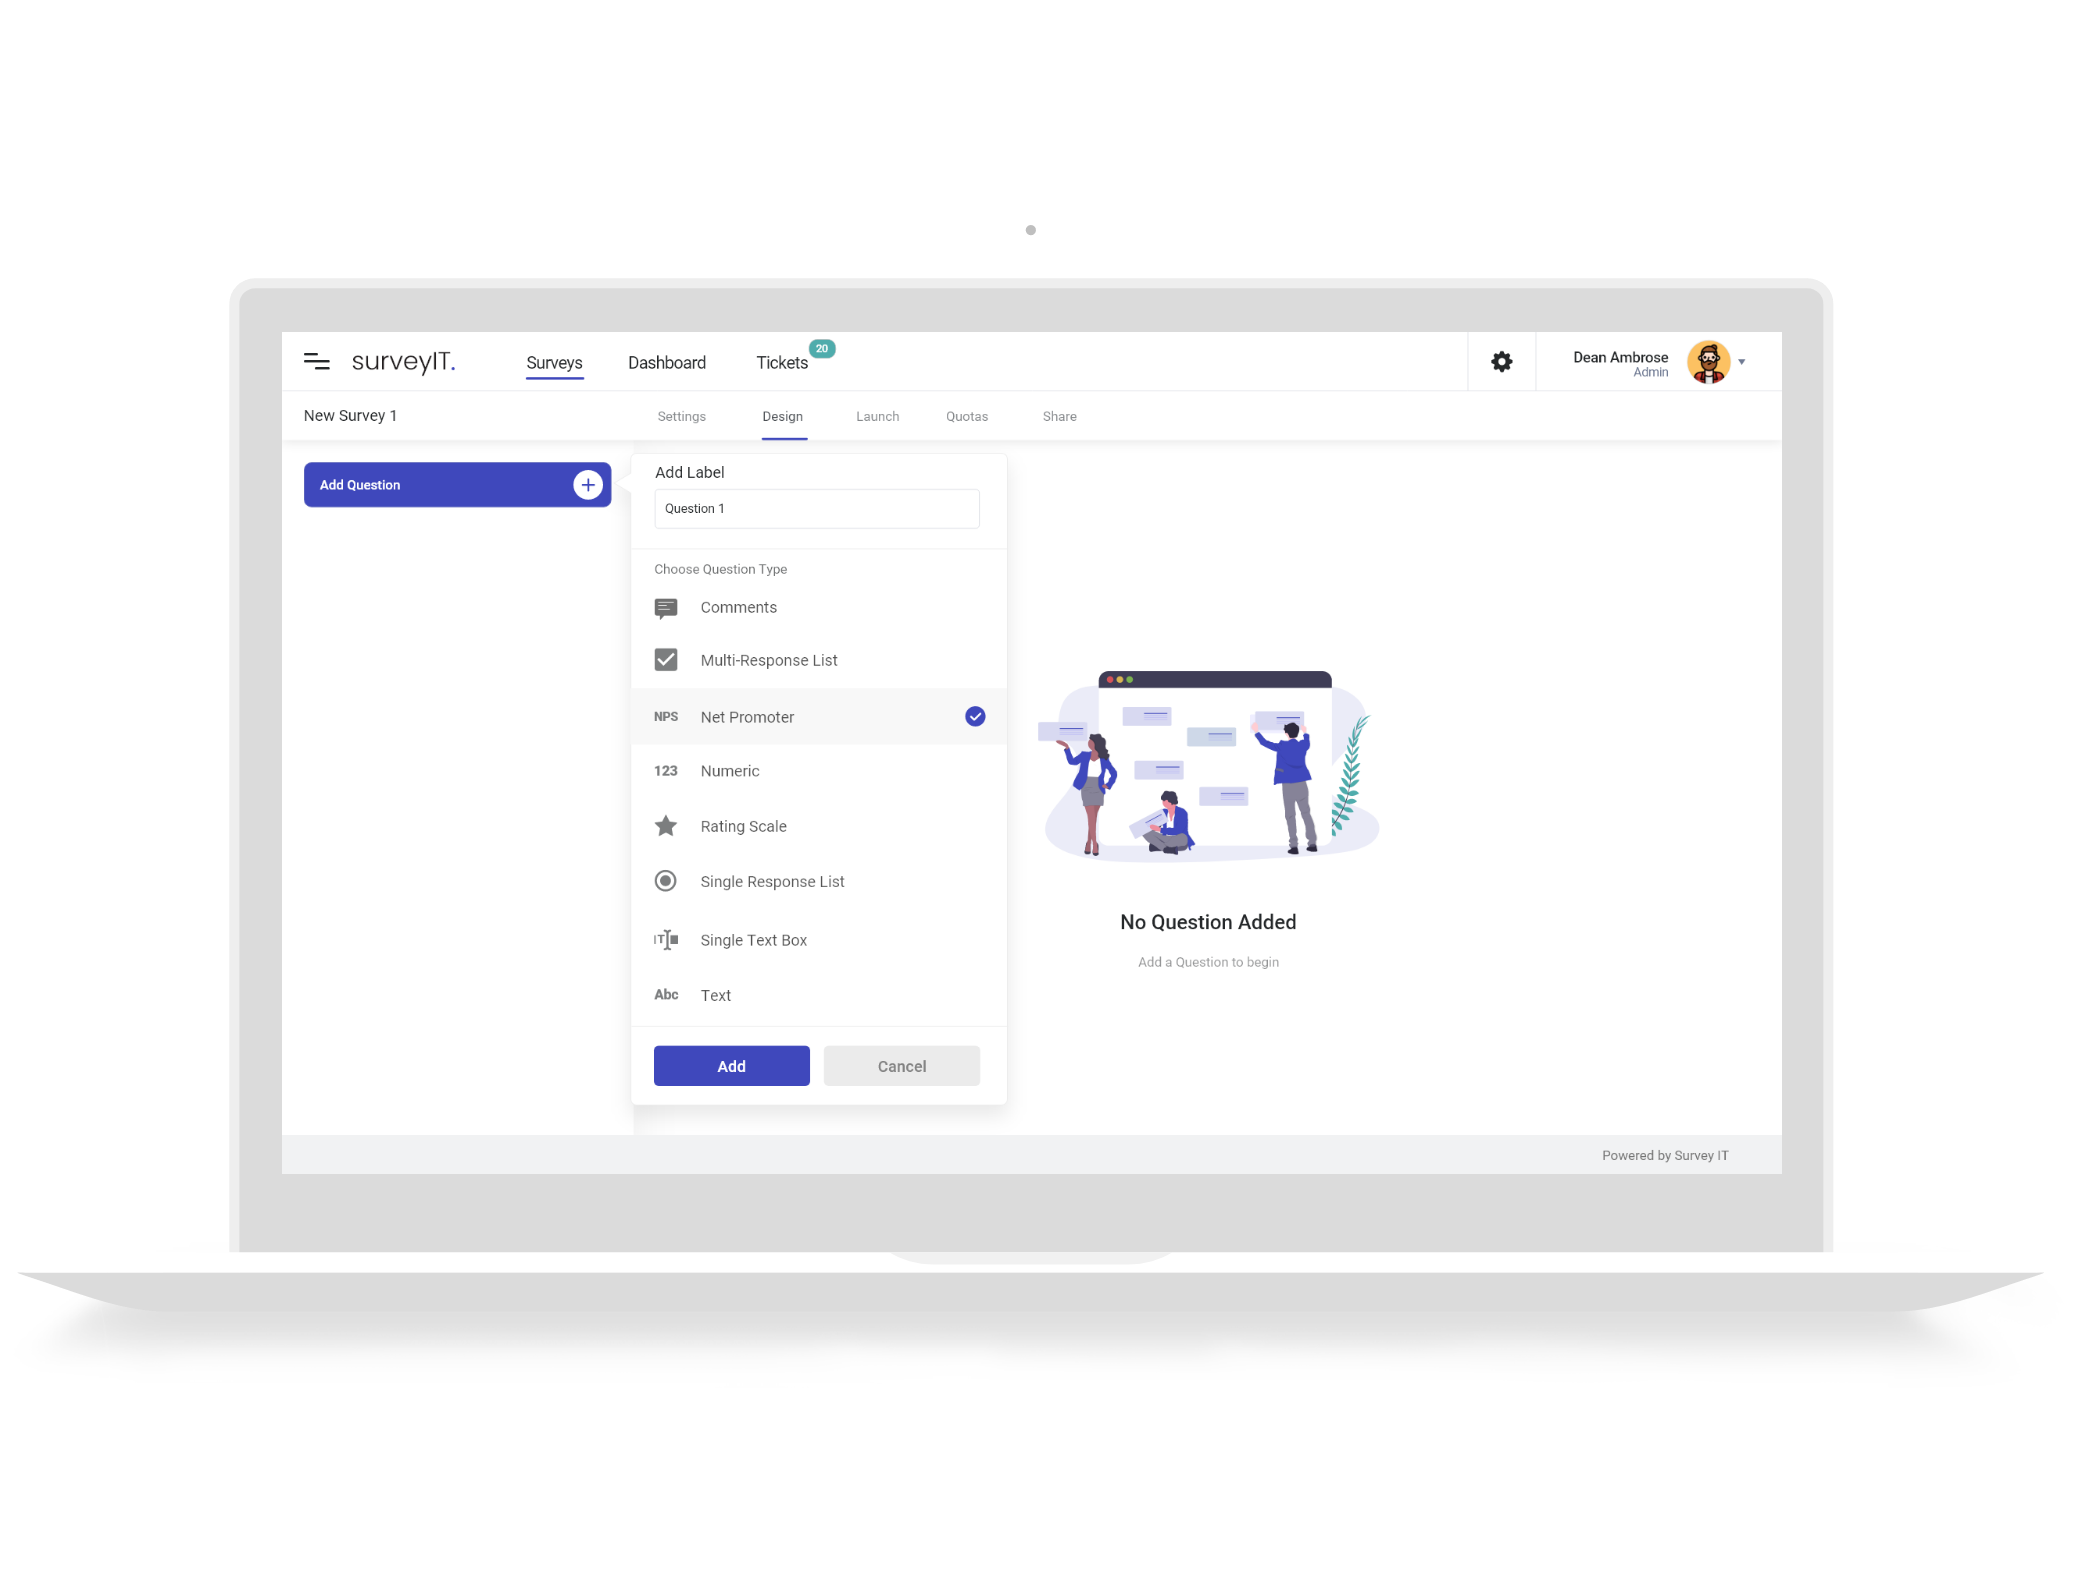 surveyIT.
Surveys
Dashboard
Tickets
20
Dean Ambrose
Admin
New Survey 1
Settings
Design
Launch
Quotas
Share
Add Question
Add Label
Question 1
Choose Question Type
Comments
Multi-Response List
NPS Net Promoter
123 Numeric
Rating Scale
Single Response List
T Single Text Box
Abc Text
Add
Cancel
No Question Added
Add a Question to begin
Powered by Survey IT